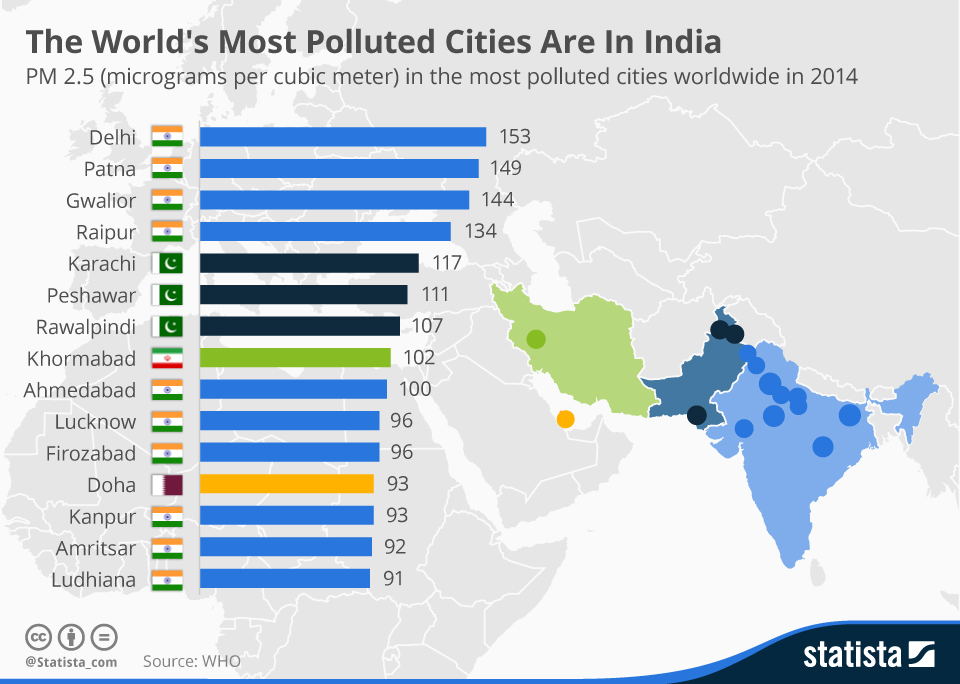 The World's Most Polluted Cities Are In India
PM 2.5 (micrograms per cubic meter) in the most polluted cities worldwide in 2014
Delhi 153
Patna 149
Gwalior 144
Raipur 134
Karachi 117
Peshawar 111
Rawalpindi 107
Khormabad 102
Ahmedabad 100
Lucknow 96
Firozabad 96
Doha 93
Kanpur 93
Amritsar 92
Ludhiana 91
cc
@Statista_com Source: WHO
statista